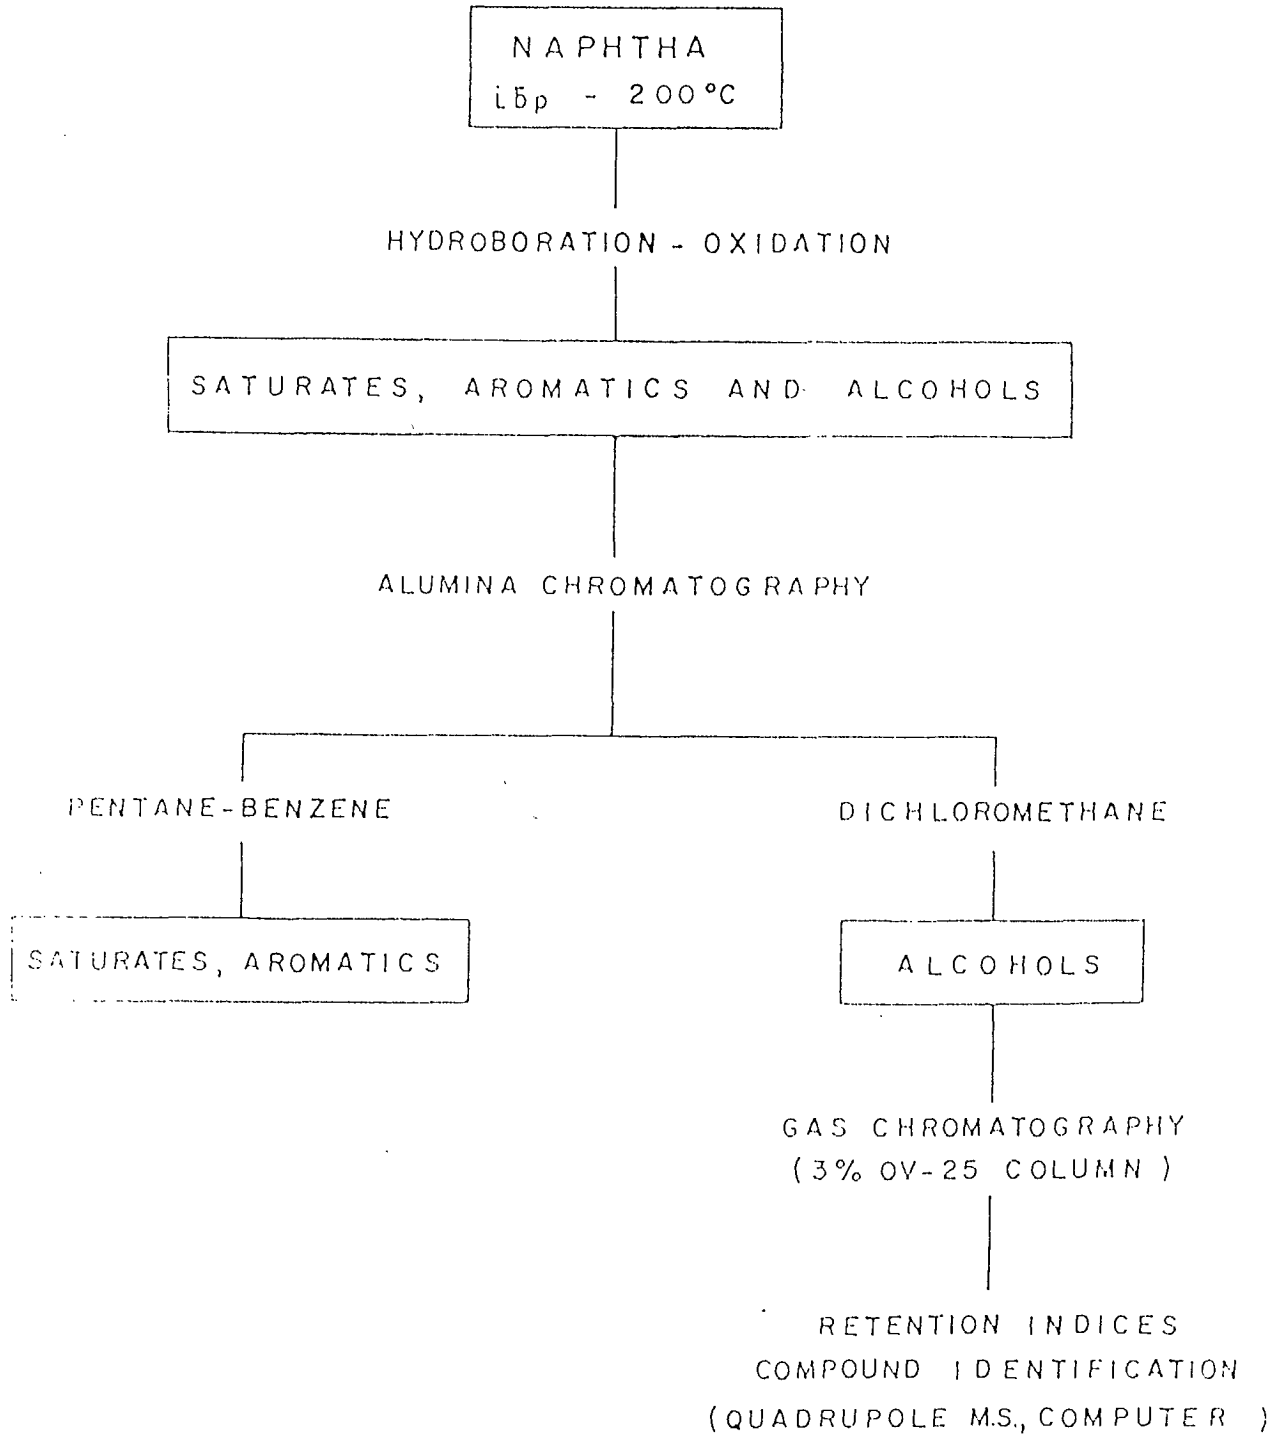 NAPHTHA
ibp - 200°C
HYDROBORATION - OXIDATION
SATURATES, AROMATICS AND ALCOHOLS
ALUMINA CHROMATOGRAPHY
PENTANE-BENZENE
DICHLOROMETHANE
SATURATES, AROMATICS
ALCOHOLS
GAS CHROMATOGRAPHY
(3% OV-25 COLUMN)
RETENTION INDICES
COMPOUND IDENTIFICATION
(QUADRUPOLE M.S., COMPUTER)